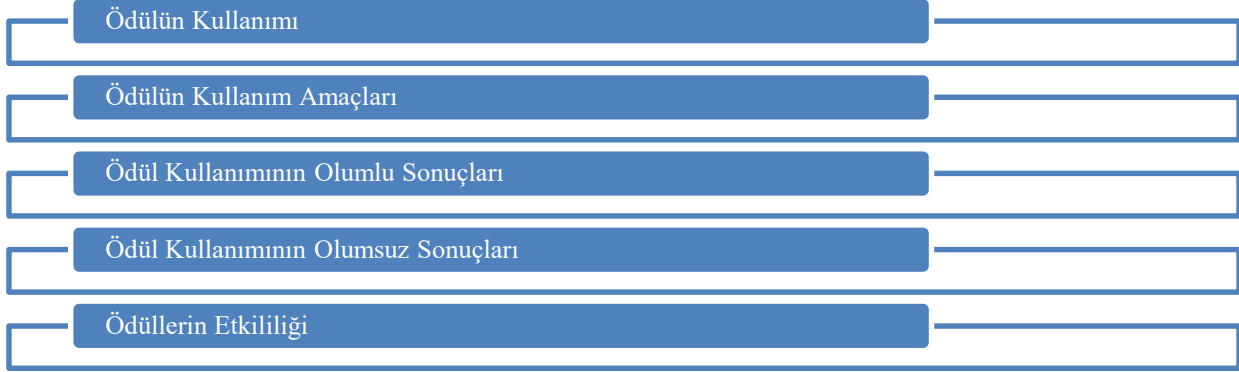 Ödülün Kullanımı
Ödülün Kullanım Amaçları
Ödül Kullanımının Olumlu Sonuçları
Ödül Kullanımının Olumsuz Sonuçları
Ödüllerin Etkililiği